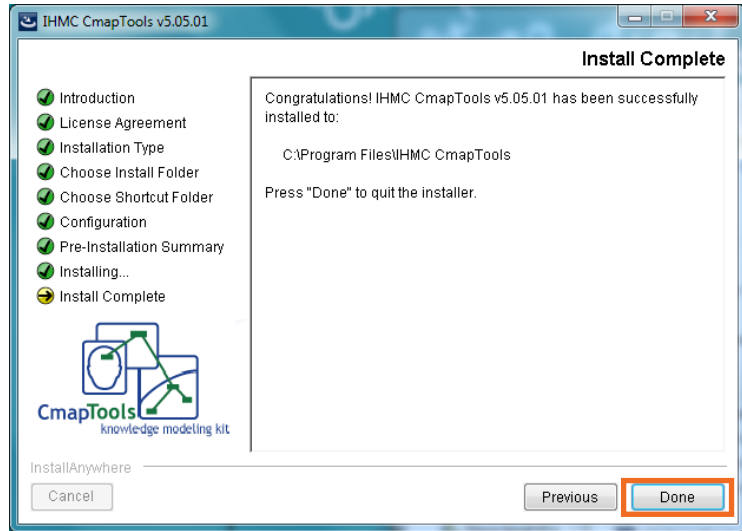 IHMC CmapTools v5.05.01
Install Complete
Introduction
License Agreement
Installation Type
Choose Install Folder
Choose Shortcut Folder
Configuration
Pre-Installation Summary
Installing...
Install Complete
Congratulations! IHMC CmapTools v5.05.01 has been successfully
installed to:
C:\Program Files\IHMC CmapTools
Press "Done" to quit the installer.
CmapTools
knowledge modeling kit
InstallAnywhere
Cancel
Previous
Done